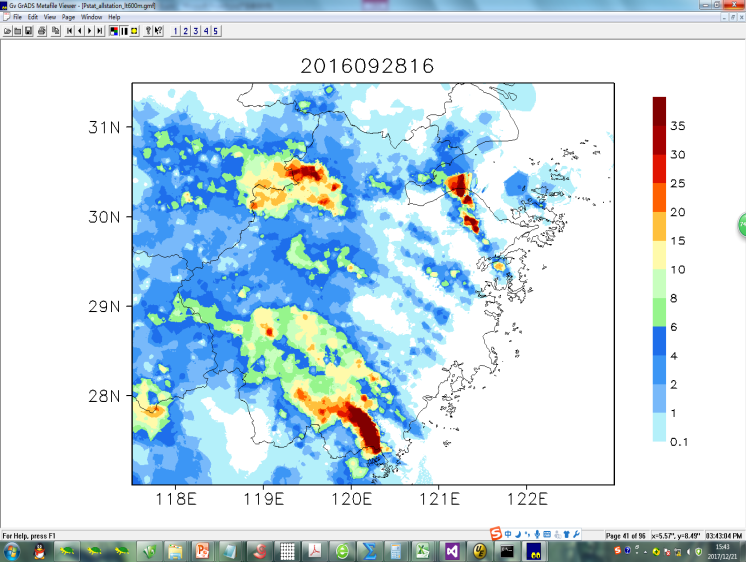 Gv GrADS Metafile Viewer - [Pstat_allstation_lt600m.gmf]
File Edit View Page Window Help
1 2 3 4 5
2016092816
31N
30N
29N
28N
118E 119E 120E 121E 122E
35
30
25
20
15
10
8
6
4
2
1
0.1
For Help, press F1
中
Page 41 of 96 x=5.57", y=8.49" 03:43:04 PM
15:43
2017/12/21